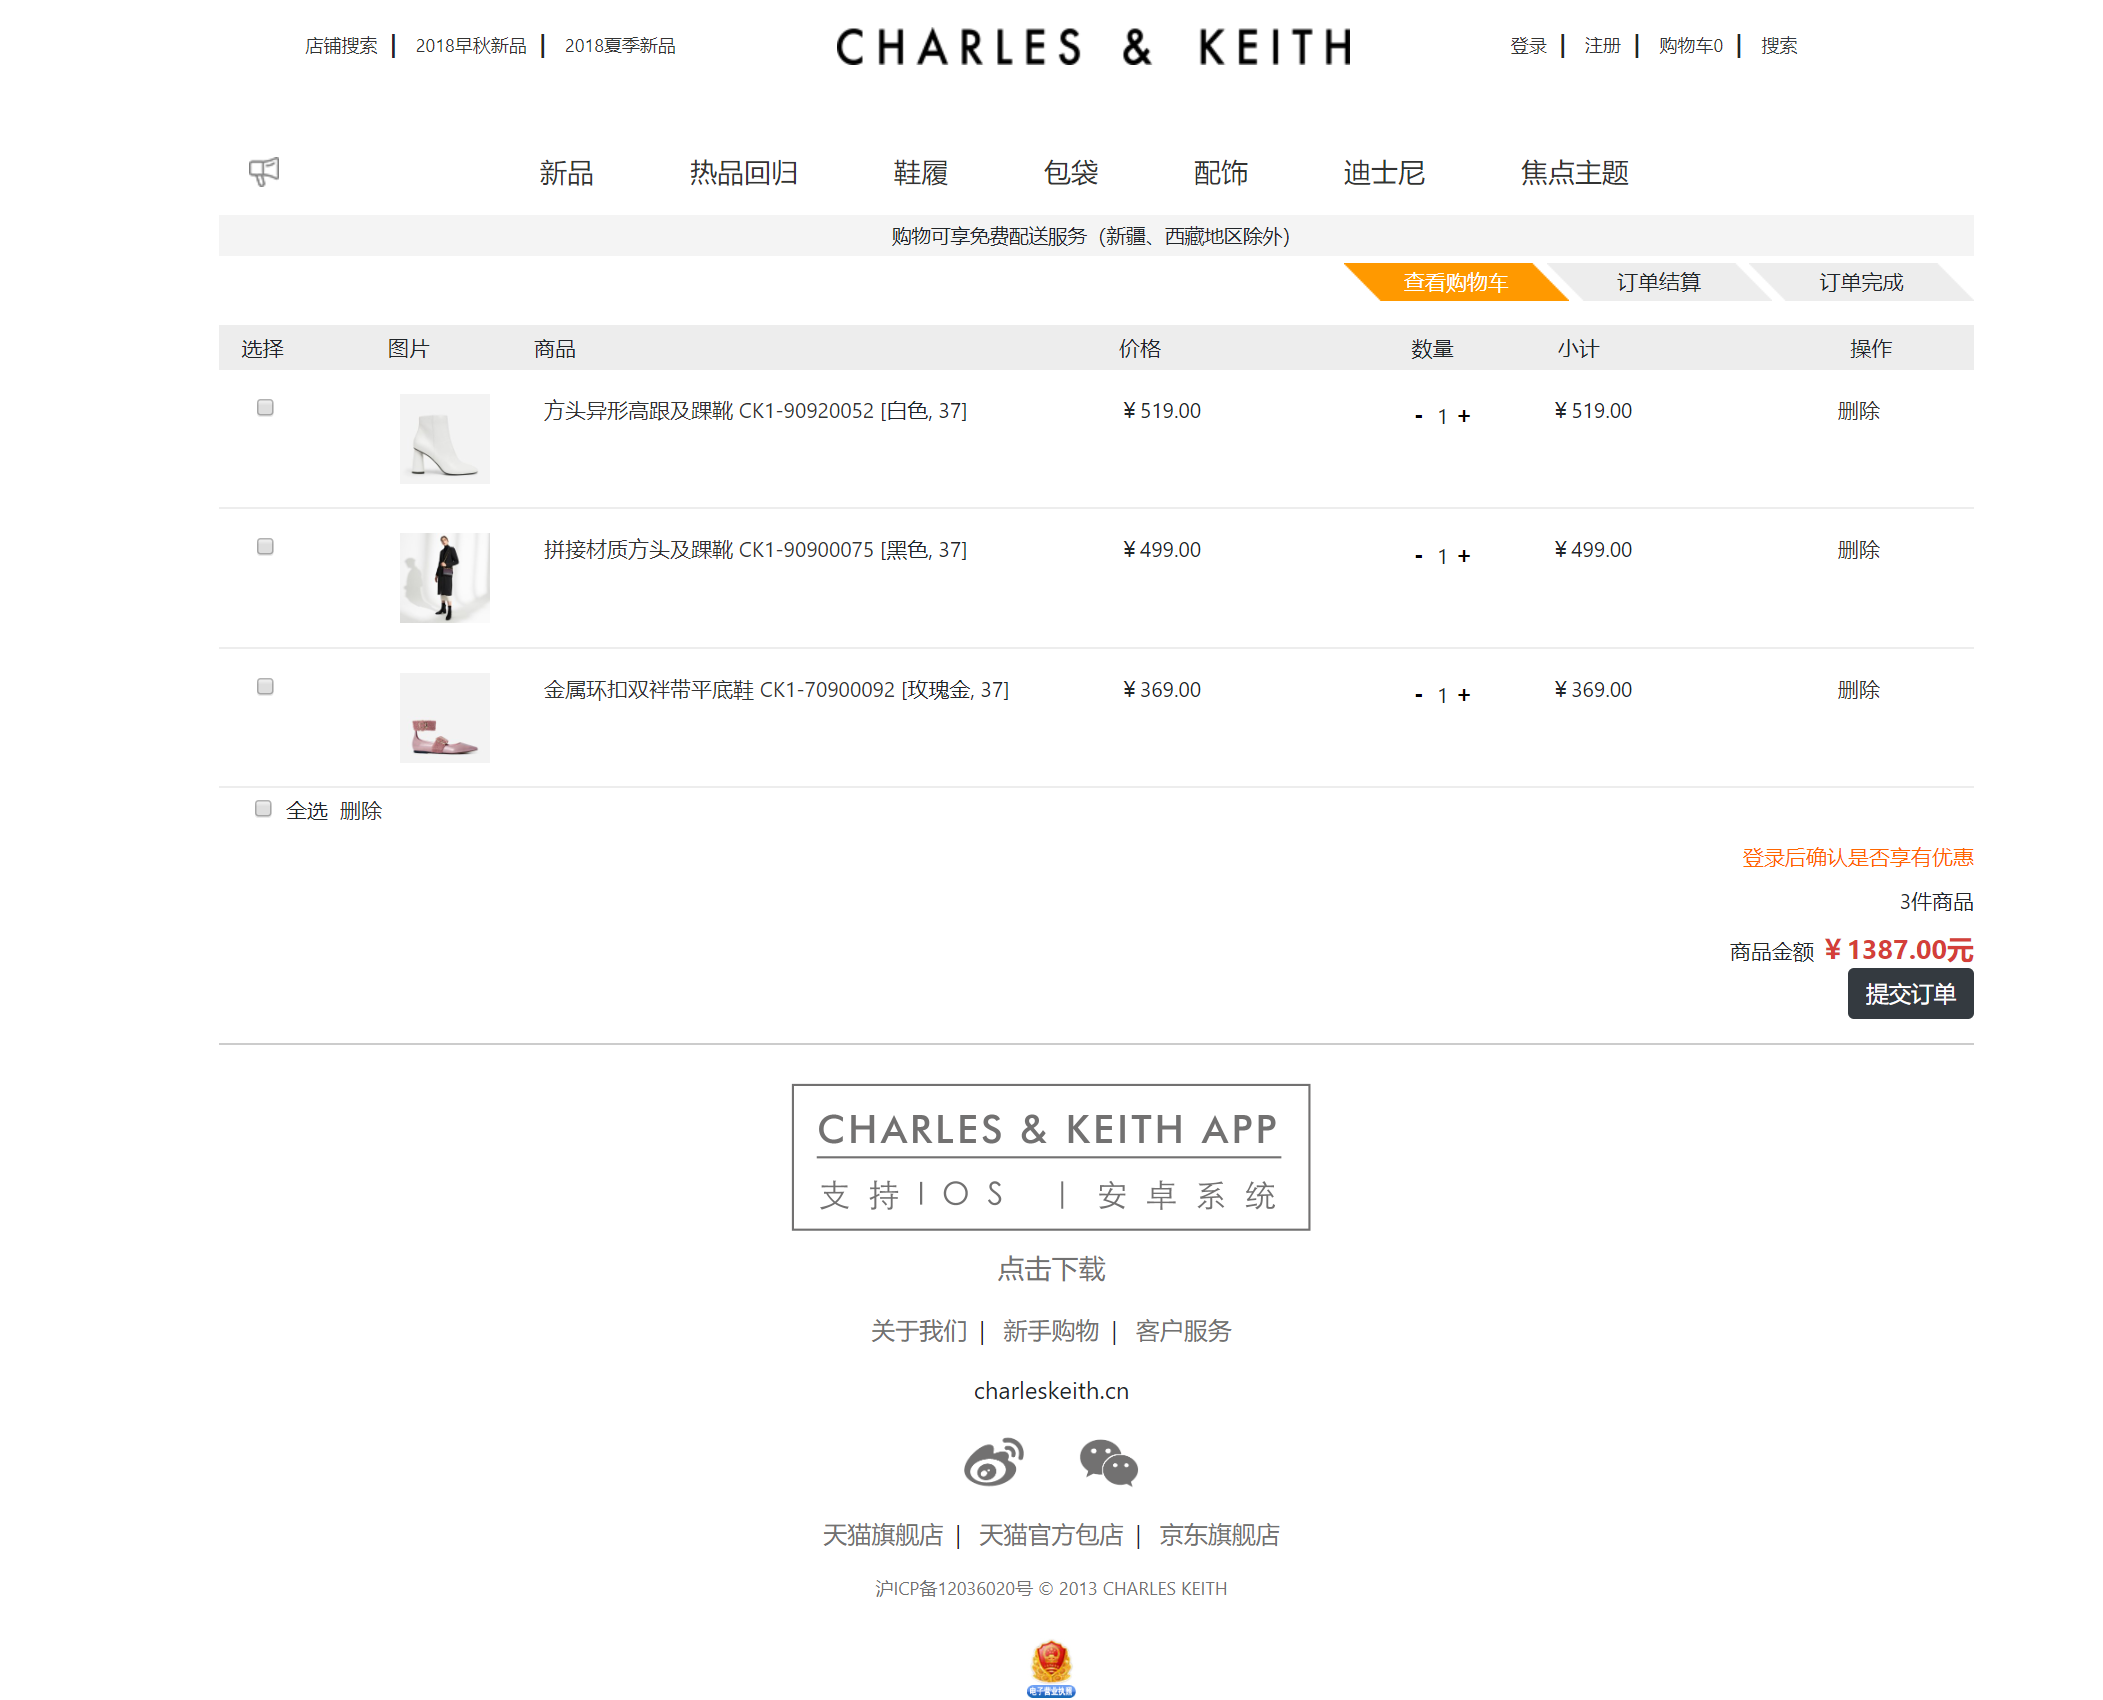 店铺搜索 | 2018早秋新品 | 2018夏季新品 CHARLES & KEITH 登录 | 注册 | 购物车0 | 搜索
新品 热品回归 鞋履 包袋 配饰 迪士尼 焦点主题
购物可享免费配送服务（新疆、西藏地区除外）
查看购物车 订单结算 订单完成
选择 图片 商品 价格 数量 小计 操作
方头异形高跟及踝靴 CK1-90920052 [白色, 37] ¥519.00 - 1 + ¥519.00 删除
拼接材质方头及踝靴 CK1-90900075 [黑色, 37] ¥499.00 - 1 + ¥499.00 删除
金属环扣双袢带平底鞋 CK1-70900092 [玫瑰金, 37] ¥369.00 - 1 + ¥369.00 删除
全选 删除
登录后确认是否享有优惠
3件商品
商品金额 ¥1387.00元
提交订单
CHARLES & KEITH APP
支持IOS | 安卓系统
点击下载
关于我们 | 新手购物 | 客户服务
charleskeith.cn
天猫旗舰店 | 天猫官方包店 | 京东旗舰店
沪ICP备12036020号 © 2013 CHARLES KEITH
电子营业执照